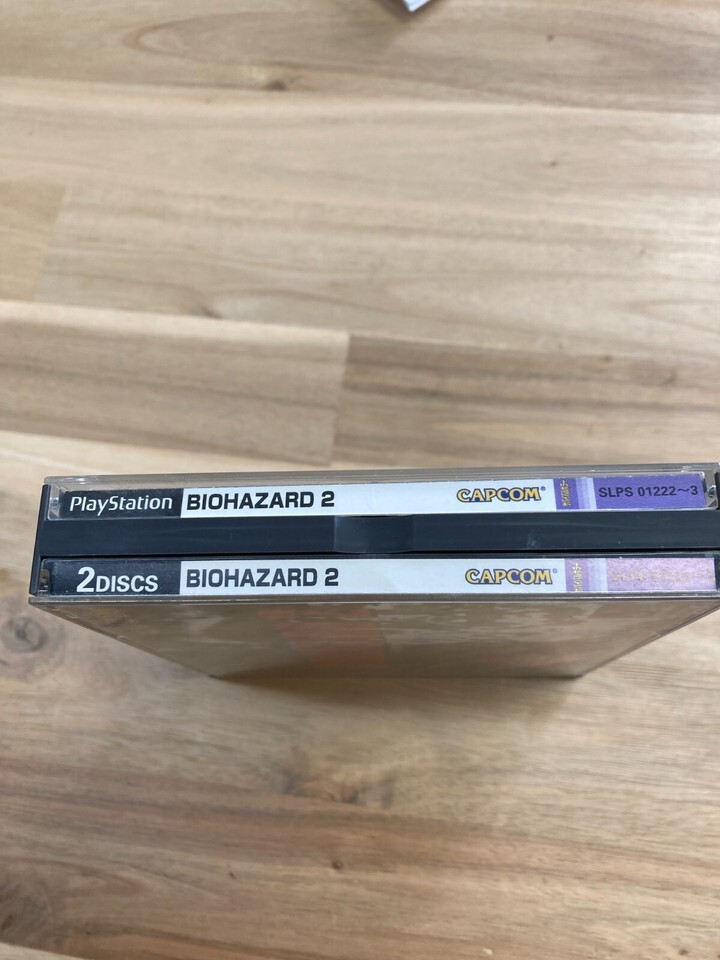 PlayStation BIOHAZARD 2 CAPCOM® SLPS 01222～3
2DISCS BIOHAZARD 2 CAPCOM®